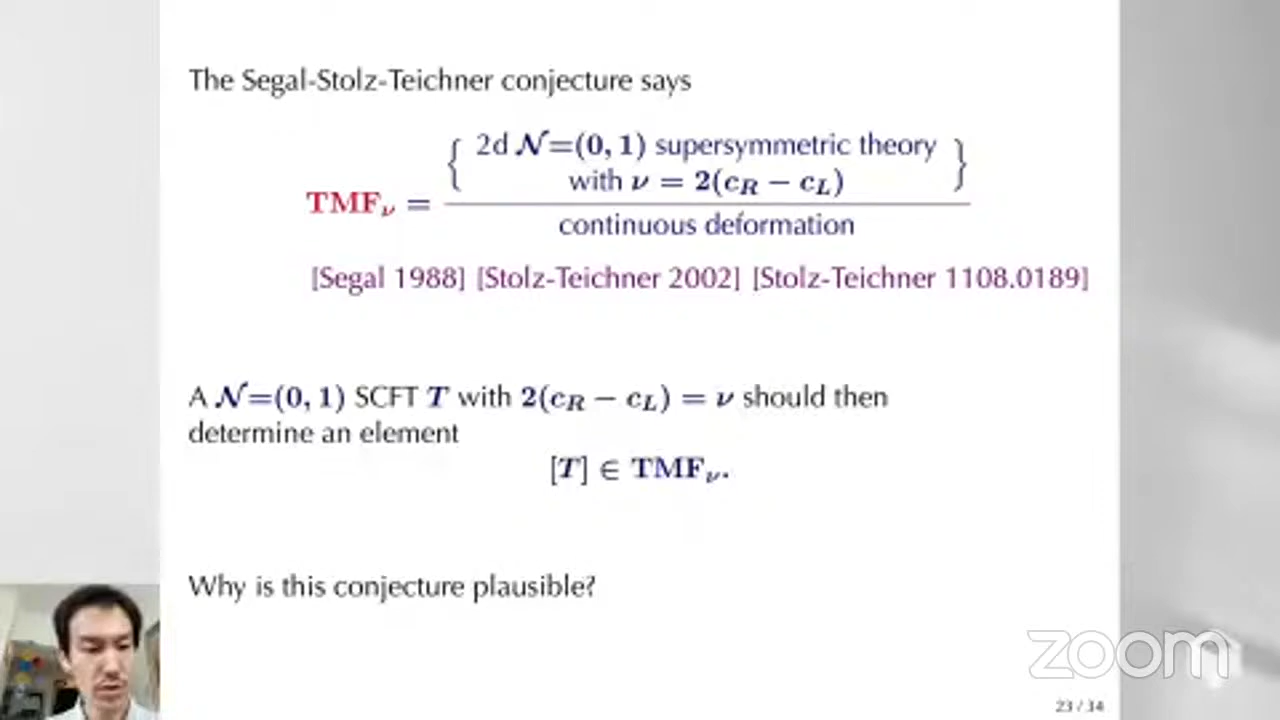 The Segal-Stolz-Teichner conjecture says
{ 2d 𝒩=(0, 1) supersymmetric theory
with ν = 2(c_R − c_L) }
TMF_ν =
continuous deformation
[Segal 1988] [Stolz-Teichner 2002] [Stolz-Teichner 1108.0189]
A 𝒩=(0, 1) SCFT T with 2(c_R − c_L) = ν should then
determine an element
[T] ∈ TMF_ν.
Why is this conjecture plausible?
zoom
23 / 34